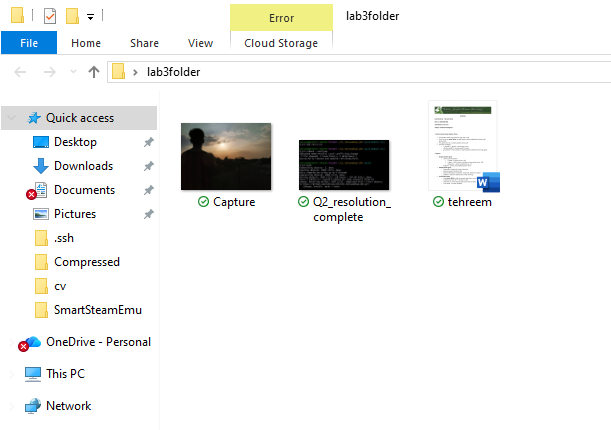 Error
lab3folder
File
Home
Share
View
Cloud Storage
lab3folder
Quick access
Desktop
Downloads
Documents
Pictures
.ssh
Compressed
cv
SmartSteamEmu
OneDrive - Personal
This PC
Network
Capture
Q2_resolution_
complete
W
tehreem